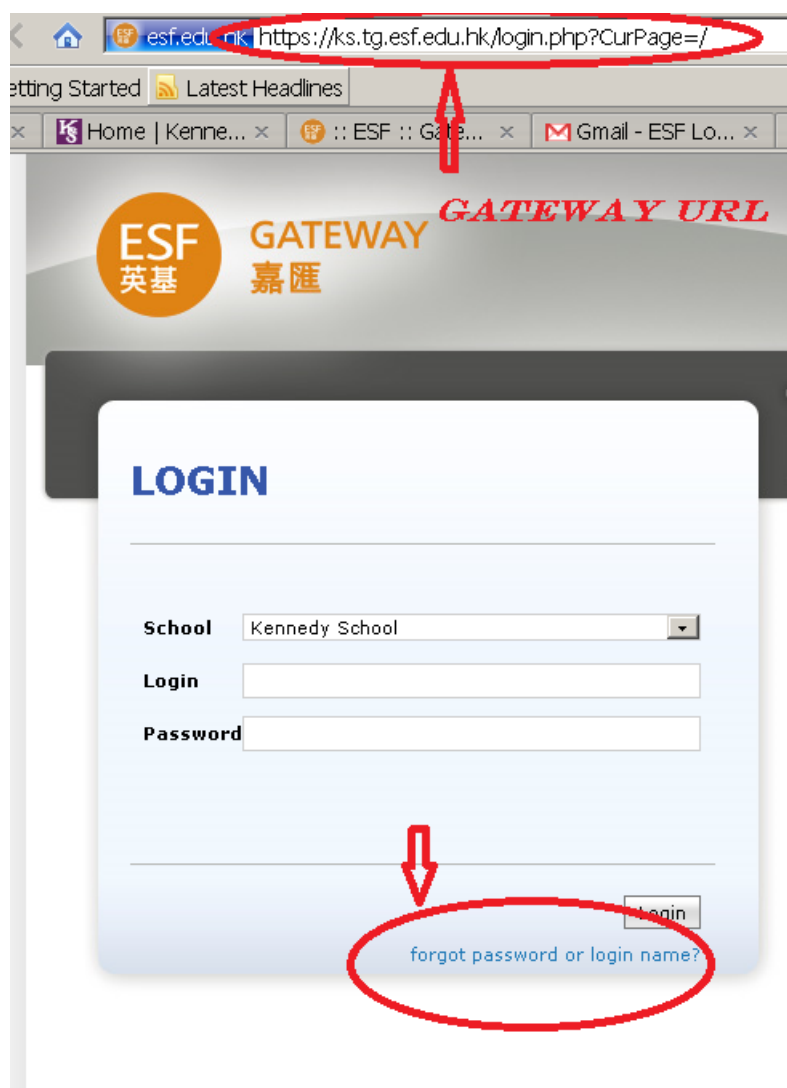 esf.edu.hk https://ks.tg.esf.edu.hk/login.php?CurPage=/
etting Started Latest Headlines
KS Home | Kenne... ESF :: ESF :: Gate... Gmail - ESF Lo...
GATEWAY URL
ESF
英基
GATEWAY
嘉匯
LOGIN
School Kennedy School
Login
Password
Login
forgot password or login name?